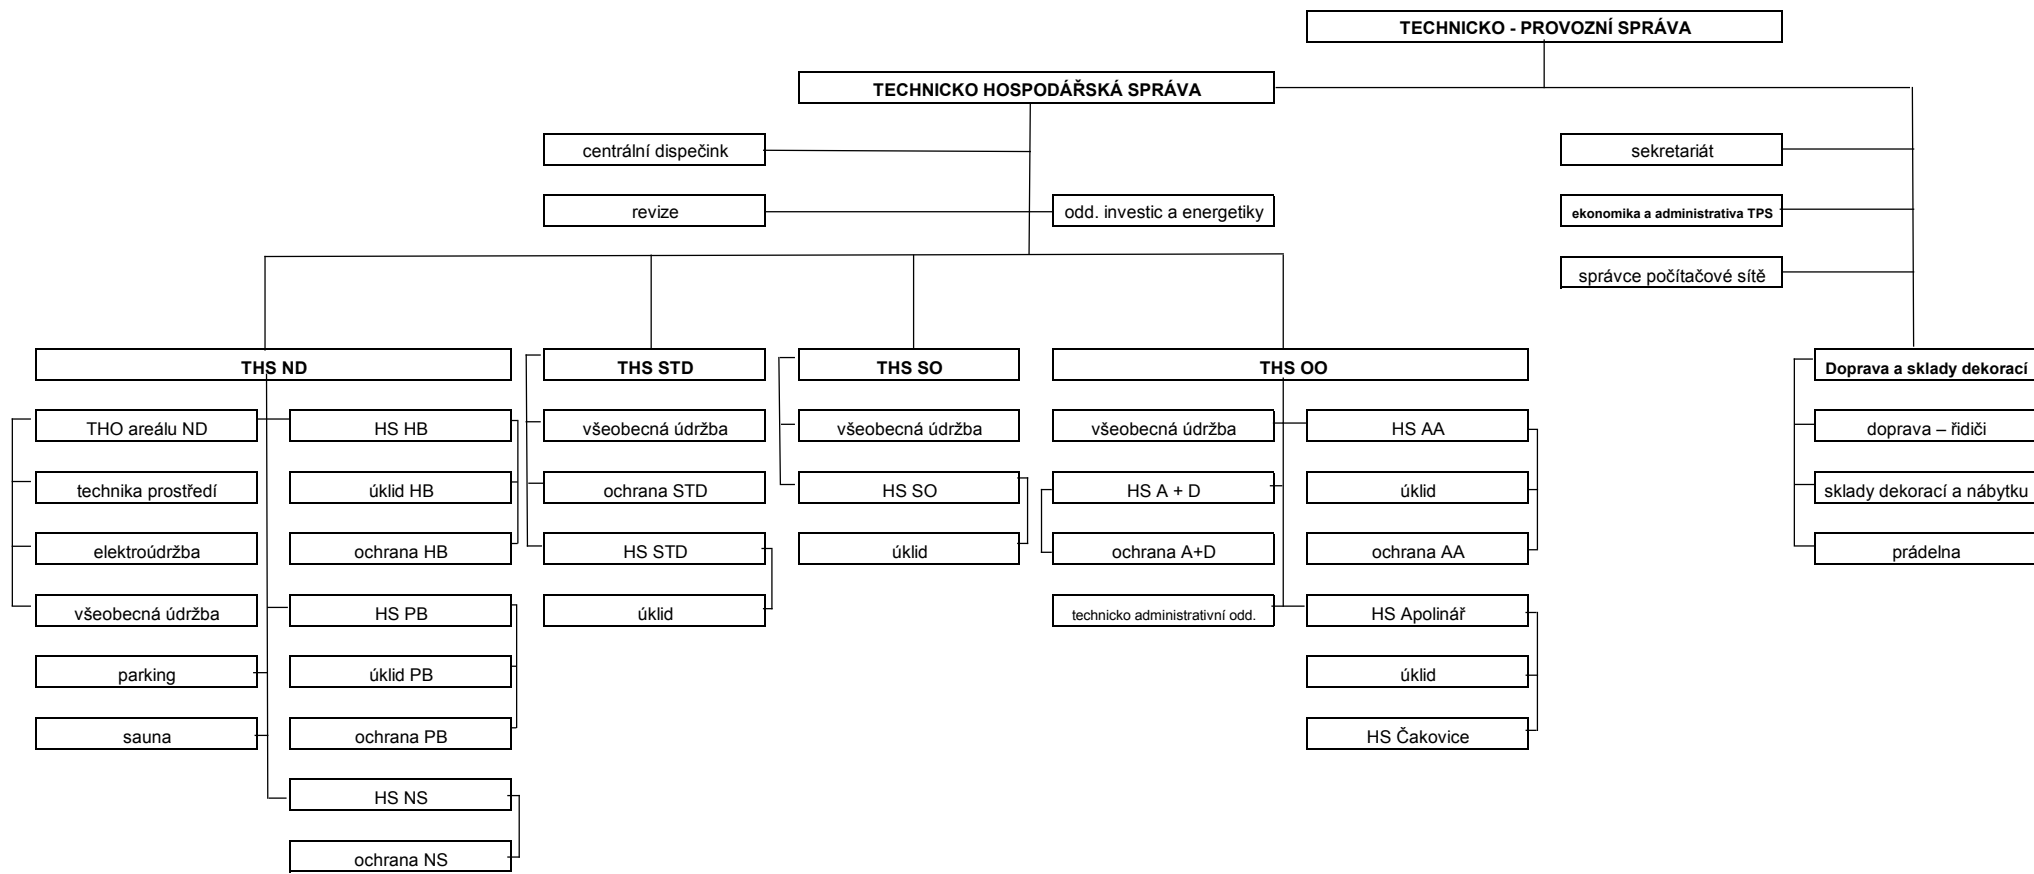 TECHNICKO - PROVOZNÍ SPRÁVA
TECHNICKO HOSPODÁŘSKÁ SPRÁVA
centrální dispečink
sekretariát
revize
odd. investic a energetiky
ekonomika a administrativa TPS
správce počítačové sítě
THS ND
THS STD
THS SO
THS OO
Doprava a sklady dekorací
THO areálu ND
HS HB
všeobecná údržba
všeobecná údržba
všeobecná údržba
HS AA
doprava – řidiči
technika prostředí
úklid HB
ochrana STD
HS SO
HS A + D
úklid
sklady dekorací a nábytku
elektroúdržba
ochrana HB
HS STD
úklid
ochrana A+D
ochrana AA
prádelna
všeobecná údržba
HS PB
úklid
technicko administrativní odd.
HS Apolinář
parking
úklid PB
úklid
sauna
ochrana PB
HS Čakovice
HS NS
ochrana NS